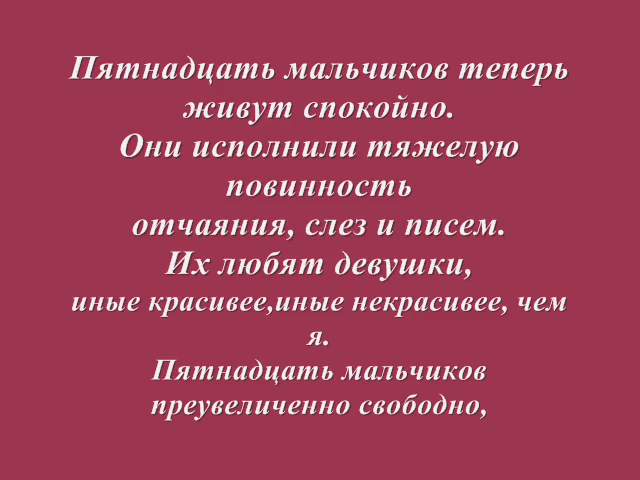 Пятнадцать мальчиков теперь
живут спокойно.
Они исполнили тяжелую
повинность
отчаяния, слез и писем.
Их любят девушки,
иные красивее,иные некрасивее, чем
я.
Пятнадцать мальчиков
преувеличенно свободно,